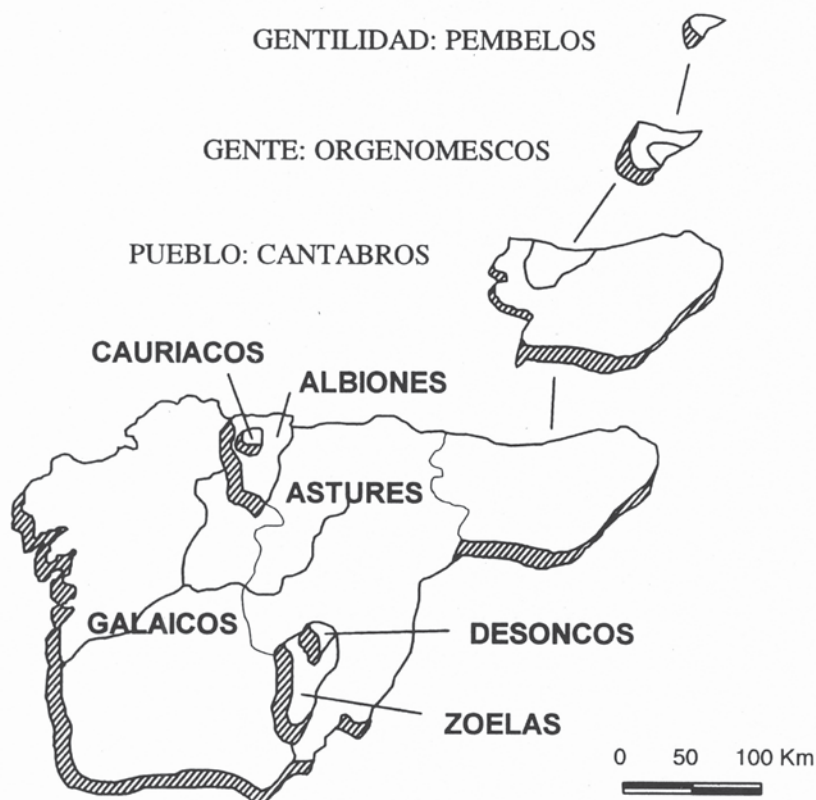 GENTILIDAD: PEMBELOS
GENTE: ORGENOMESCOS
PUEBLO: CANTABROS
CAURIACOS
ALBIONES
ASTURES
GALAICOS
DESONCOS
ZOELAS
0 50 100 Km